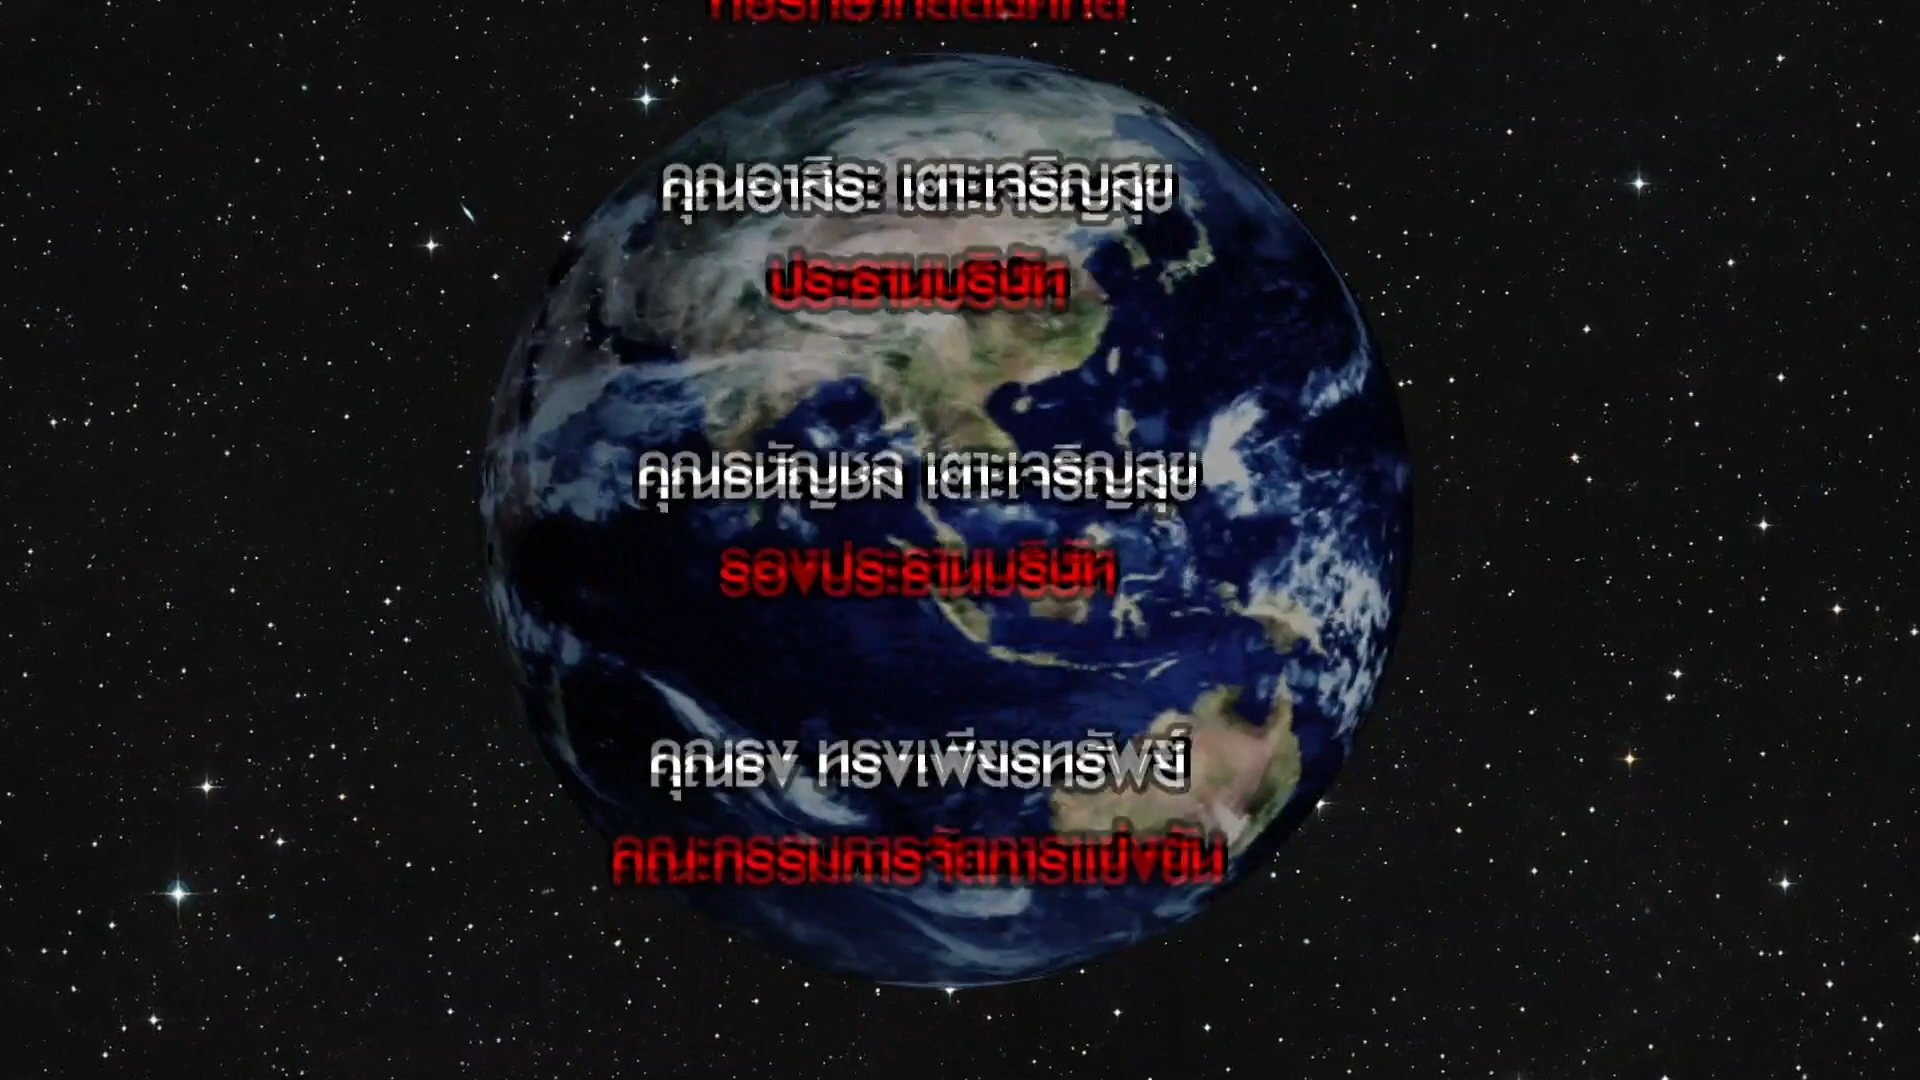 คุณอาสิระ เตาะเจริญสุข
ประธานบริษัท
คุณธนัญชล เตาะเจริญสุข
รองประธานบริษัท
คุณธง ทรงเพียรทรัพย์
คณะกรรมการจัดการแข่งขัน